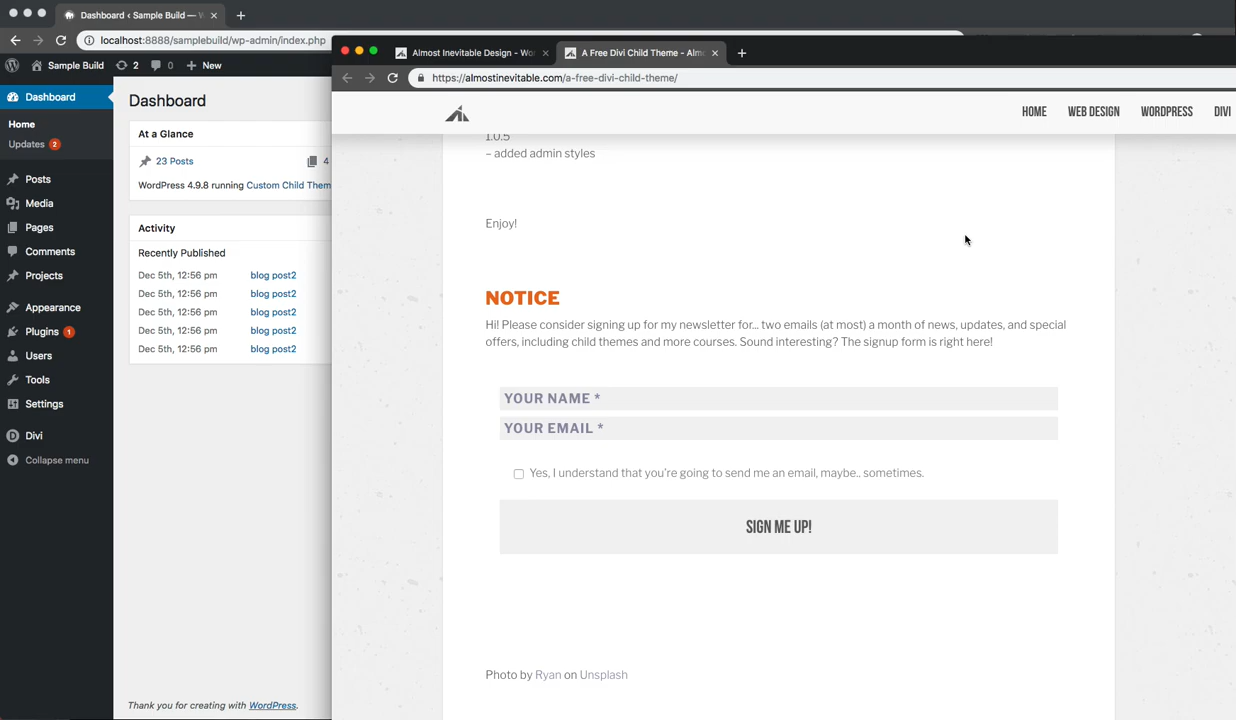 Dashboard ‹ Sample Build — W
localhost:8888/samplebuild/wp-admin/index.php
Sample Build
2
0
New
Dashboard
Home
Updates 2
Posts
Media
Pages
Comments
Projects
Appearance
Plugins 1
Users
Tools
Settings
Divi
Collapse menu
Dashboard
At a Glance
23 Posts
4
WordPress 4.9.8 running Custom Child Them
Activity
Recently Published
Dec 5th, 12:56 pm blog post2
Dec 5th, 12:56 pm blog post2
Dec 5th, 12:56 pm blog post2
Dec 5th, 12:56 pm blog post2
Dec 5th, 12:56 pm blog post2
Thank you for creating with WordPress.
Almost Inevitable Design - Wo
A Free Divi Child Theme - Almo
https://almostinevitable.com/a-free-divi-child-theme/
HOME
WEB DESIGN
WORDPRESS
DIVI
1.0.5
– added admin styles
Enjoy!
NOTICE
Hi! Please consider signing up for my newsletter for... two emails (at most) a month of news, updates, and special
offers, including child themes and more courses. Sound interesting? The signup form is right here!
YOUR NAME *
YOUR EMAIL *
Yes, I understand that you're going to send me an email, maybe.. sometimes.
SIGN ME UP!
Photo by Ryan on Unsplash